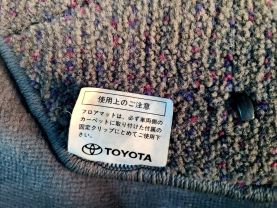 使用上のご注意
フロアマットは、必ず車両側の
カーペットに取り付けた付属の
固定クリップにとめてご使用下
さい。
TOYOTA